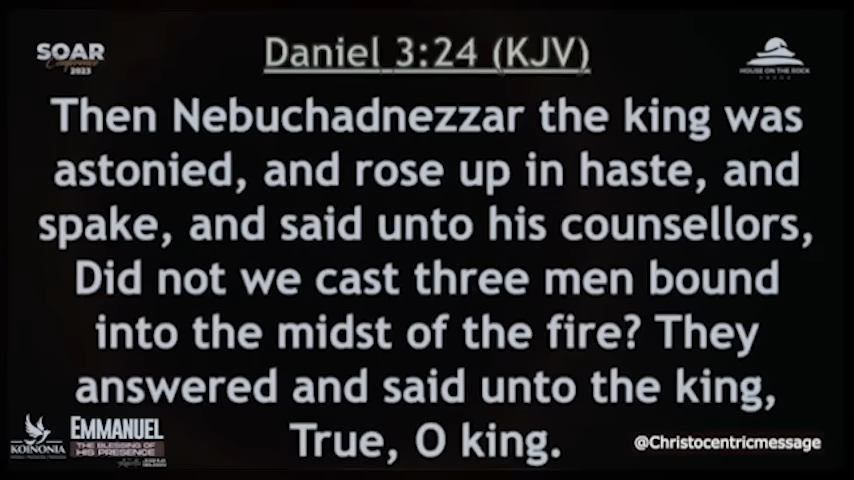 SOAR
Conference
2023
Daniel 3:24 (KJV)
HOUSE ON THE ROCK
Then Nebuchadnezzar the king was
astonied, and rose up in haste, and
spake, and said unto his counsellors,
Did not we cast three men bound
into the midst of the fire? They
answered and said unto the king,
True, O king.
KOINONIA
EMMANUEL
THE BLESSING OF
HIS PRESENCE
@Christocentricmessage